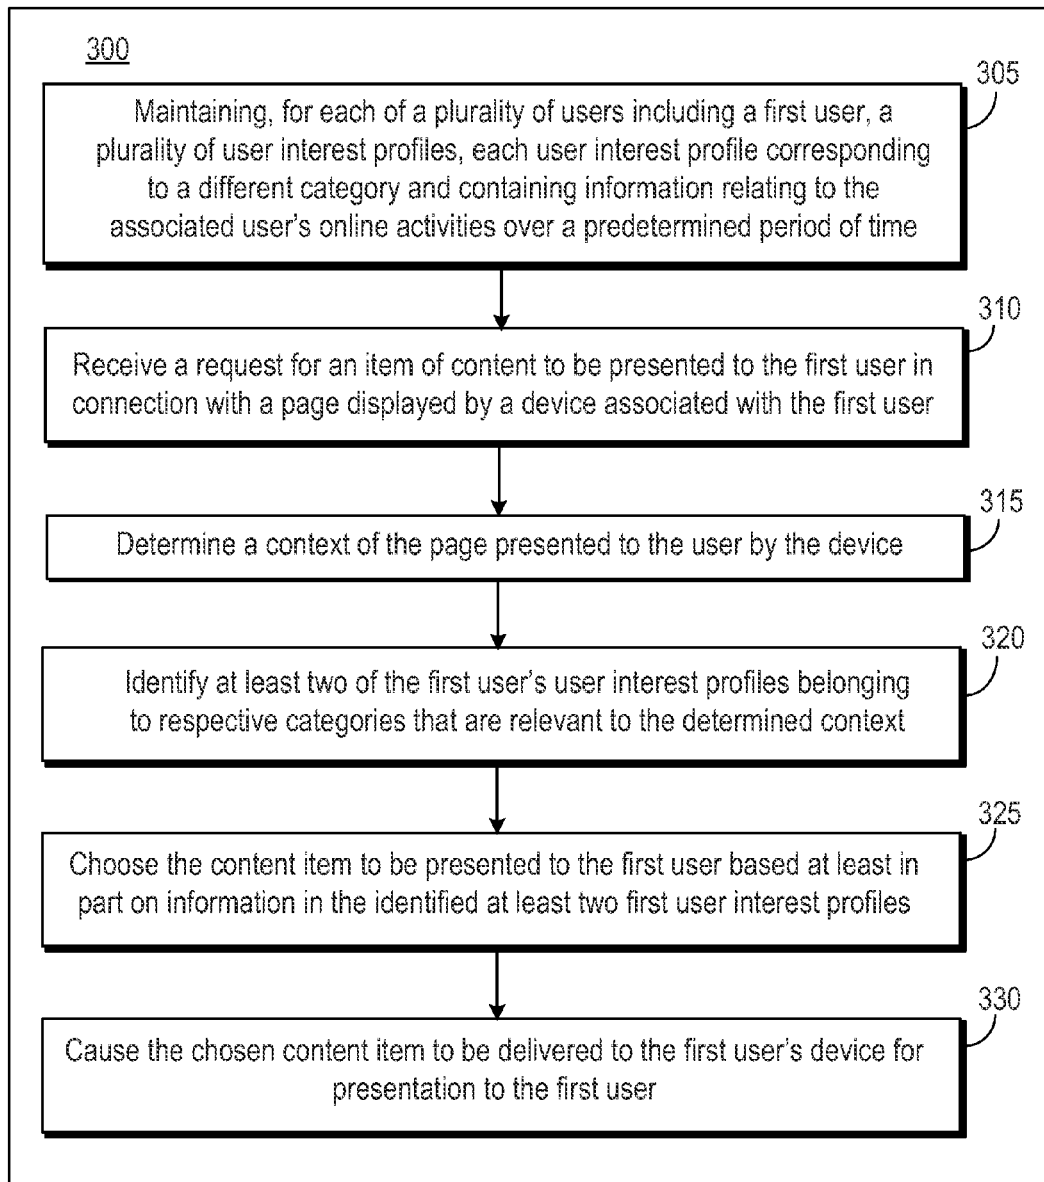 300
305
Maintaining, for each of a plurality of users including a first user, a
plurality of user interest profiles, each user interest profile corresponding
to a different category and containing information relating to the
associated user's online activities over a predetermined period of time
310
Receive a request for an item of content to be presented to the first user in
connection with a page displayed by a device associated with the first user
315
Determine a context of the page presented to the user by the device
320
Identify at least two of the first user's user interest profiles belonging
to respective categories that are relevant to the determined context
325
Choose the content item to be presented to the first user based at least in
part on information in the identified at least two first user interest profiles
330
Cause the chosen content item to be delivered to the first user's device for
presentation to the first user